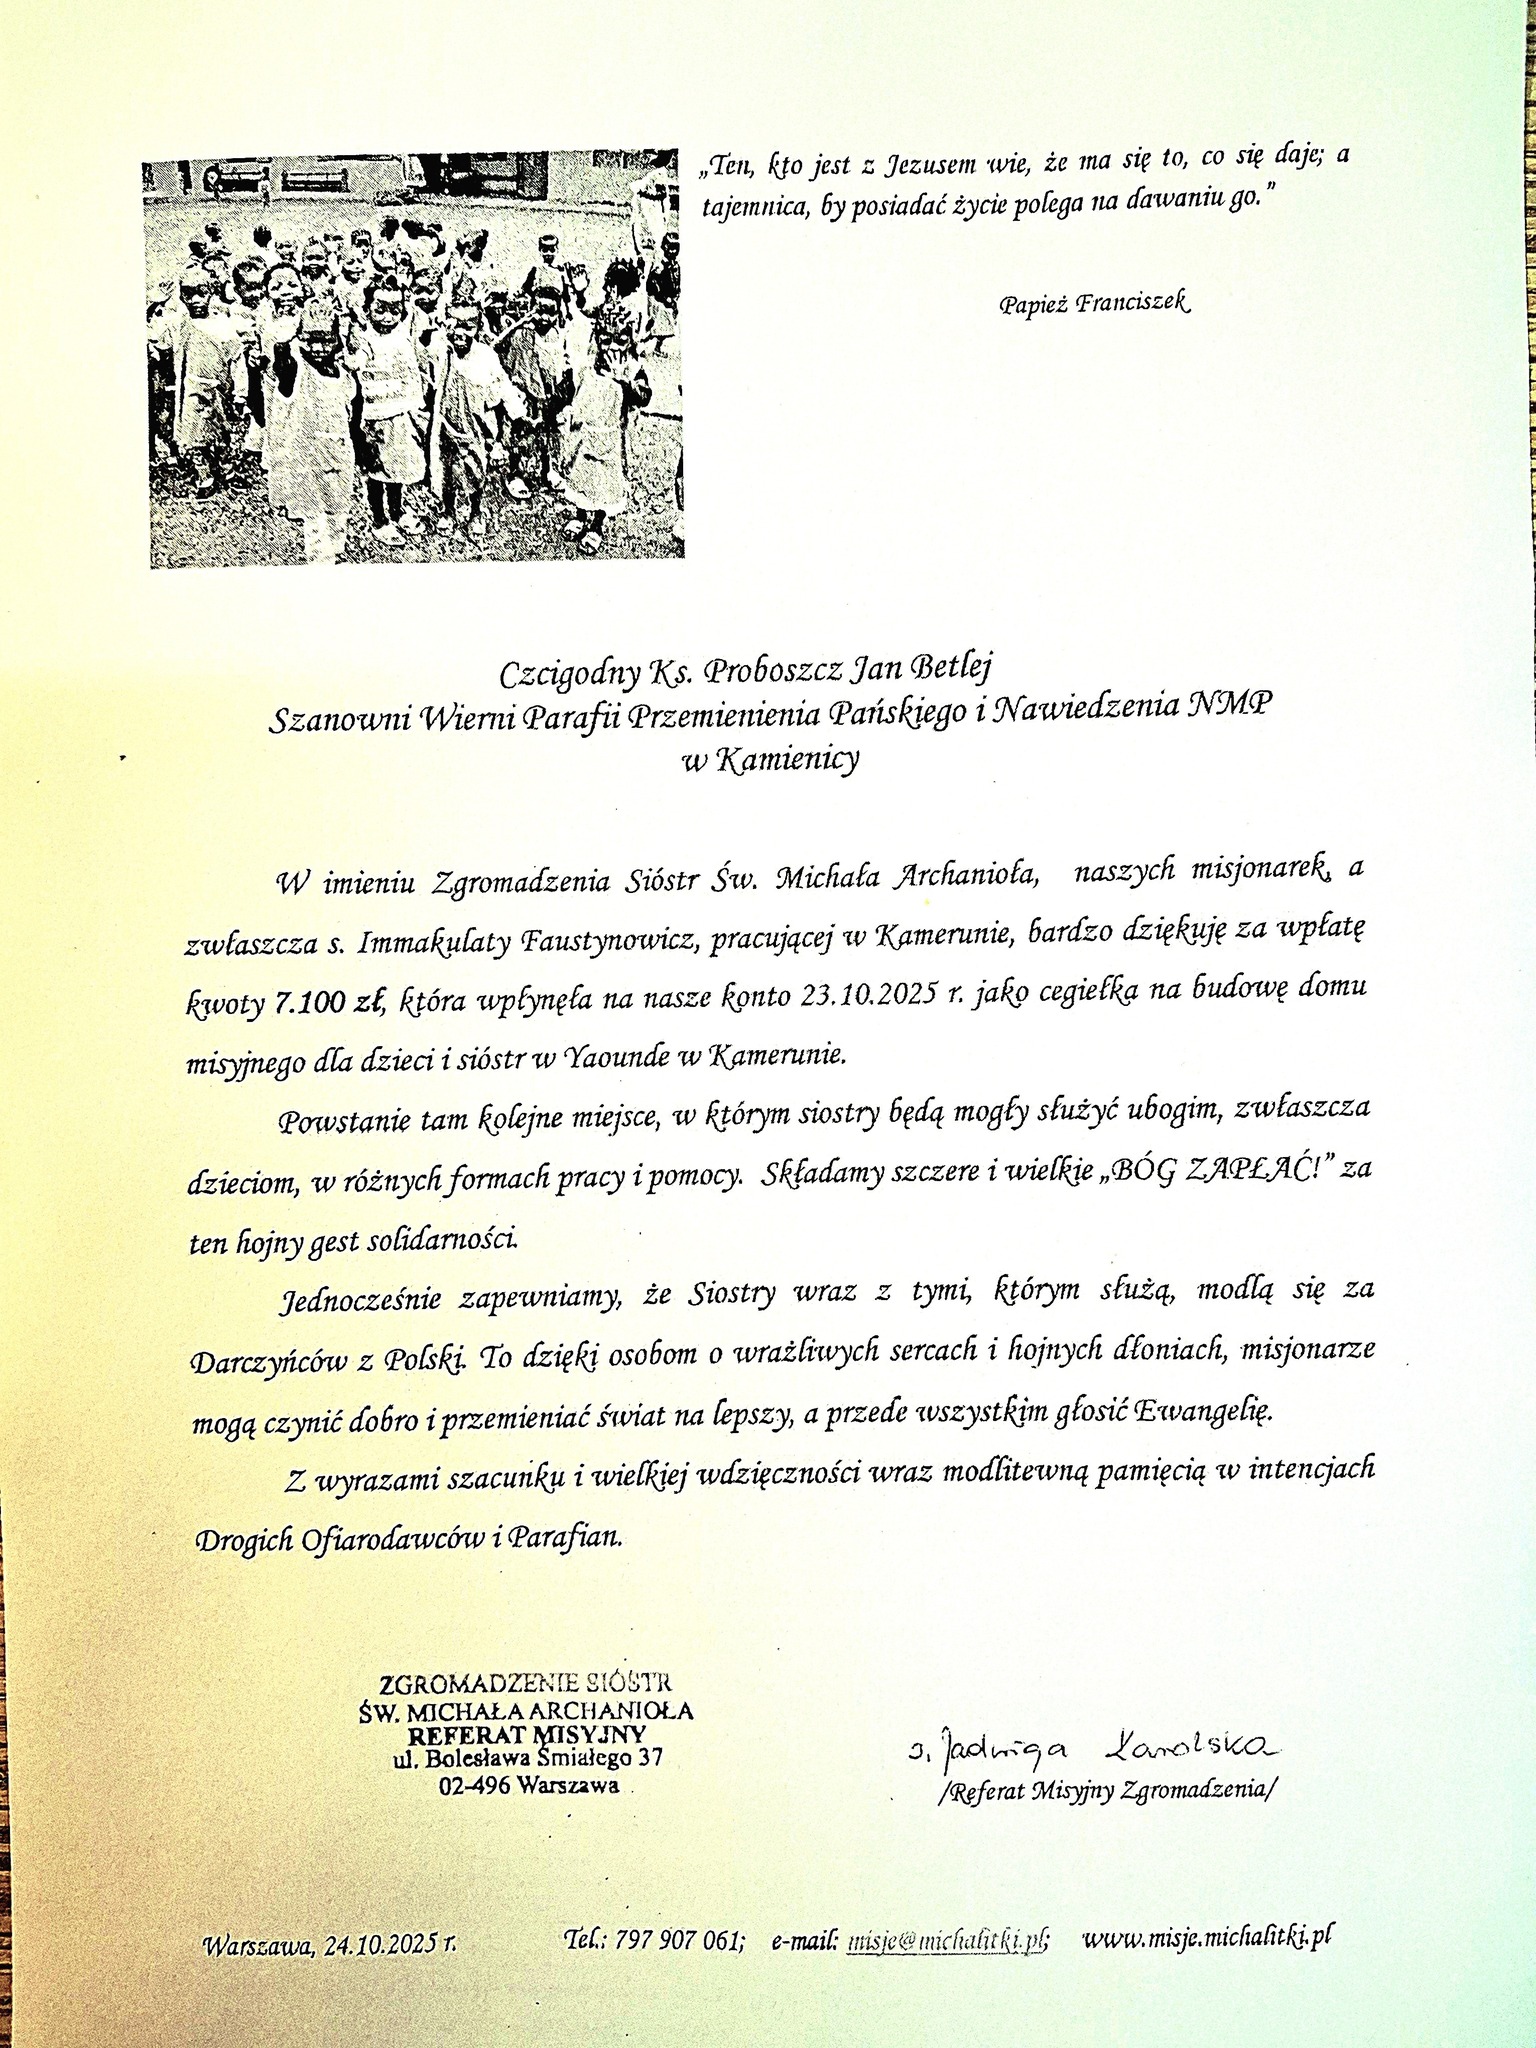 „Ten, kto jest z Jezusem wie, że ma się to, co się daje; a
tajemnica, by posiadać życie polega na dawaniu go.”
Papież Franciszek
Czcigodny Ks. Proboszcz Jan Betlej
Szanowni Wierni Parafii Przemienienia Pańskiego i Nawiedzenia NMP
w Kamienicy
W imieniu Zgromadzenia Sióstr Św. Michała Archanioła, naszych misjonarek, a
zwłaszcza s. Immakulaty Faustynowicz, pracującej w Kamerunie, bardzo dziękuję za wpłatę
kwoty 7.100 zł, która wpłynęła na nasze konto 23.10.2025 r. jako cegiełka na budowę domu
misyjnego dla dzieci i sióstr w Yaounde w Kamerunie.
Powstanie tam kolejne miejsce, w którym siostry będą mogły służyć ubogim, zwłaszcza
dzieciom, w różnych formach pracy i pomocy. Składamy szczere i wielkie „BÓG ZAPŁAĆ!” za
ten hojny gest solidarności.
Jednocześnie zapewniamy, że Siostry wraz z tymi, którym służą, modlą się za
Darczyńców z Polski. To dzięki osobom o wrażliwych sercach i hojnych dłoniach, misjonarze
mogą czynić dobro i przemieniać świat na lepszy, a przede wszystkim głosić Ewangelię.
Z wyrazami szacunku i wielkiej wdzięczności wraz modlitewną pamięcią w intencjach
Drogich Ofiarodawców i Parafian.
ZGROMADZENIE SIÓSTR
ŚW. MICHAŁA ARCHANIOŁA
REFERAT MISYJNY
ul. Bolesława Śmiałego 37
02-496 Warszawa
s. Jadwiga Karolska
/Referat Misyjny Zgromadzenia/
Warszawa, 24.10.2025 r. Tel.: 797 907 061; e-mail: misje@michalitki.pl; www.misje.michalitki.pl